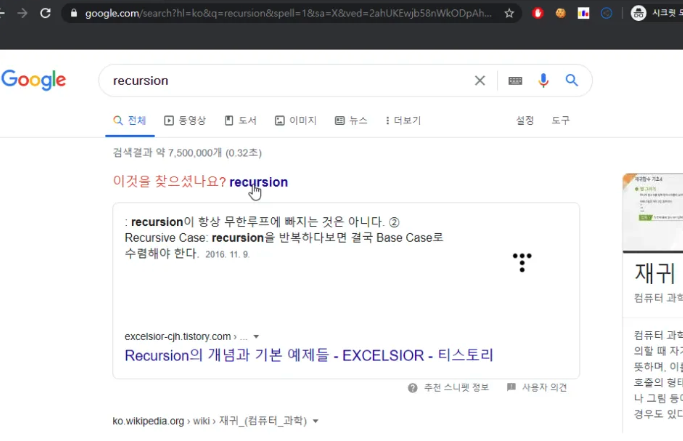 google.com/search?hl=ko&q=recursion&spell=1&sa=X&ved=2ahUKEwjb58nWkODpAh...
시크릿 모
Google
recursion
전체 동영상 도서 이미지 뉴스 더보기 설정 도구
검색결과 약 7,500,000개 (0.32초)
이것을 찾으셨나요? recursion
: recursion이 항상 무한루프에 빠지는 것은 아니다. ②
Recursive Case: recursion을 반복하다보면 결국 Base Case로
수렴해야 한다. 2016. 11. 9.
excelsior-cjh.tistory.com › ...
Recursion의 개념과 기본 예제들 - EXCELSIOR - 티스토리
추천 스니펫 정보 사용자 의견
ko.wikipedia.org › wiki › 재귀_(컴퓨터_과학)
재귀
컴퓨터 과학
컴퓨터 과학
의할 때 자기
뜻하며, 이를
호출의 형태
나 그림 등에
경우도 있다